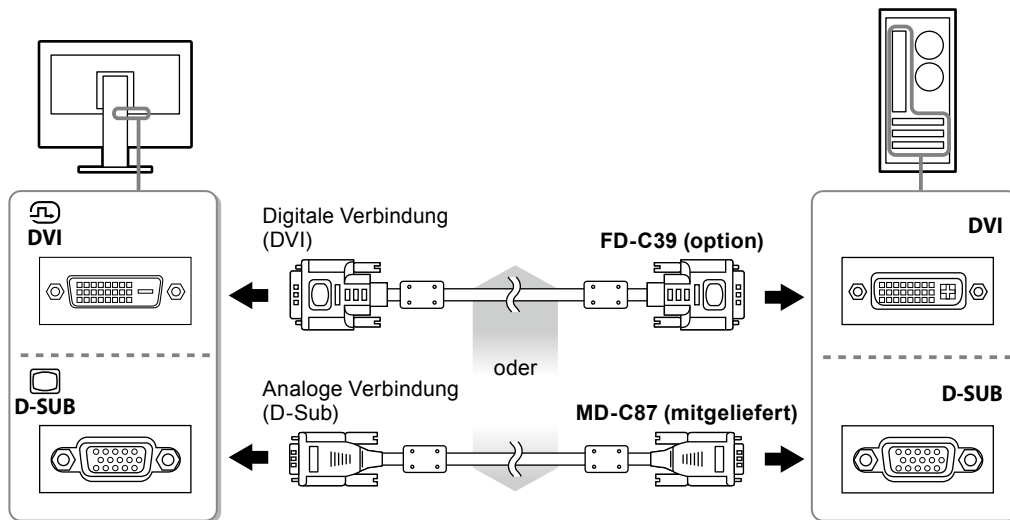 DVI
D-SUB
Digitale Verbindung
(DVI)
FD-C39 (option)
oder
Analoge Verbindung
(D-Sub)
MD-C87 (mitgeliefert)
DVI
D-SUB